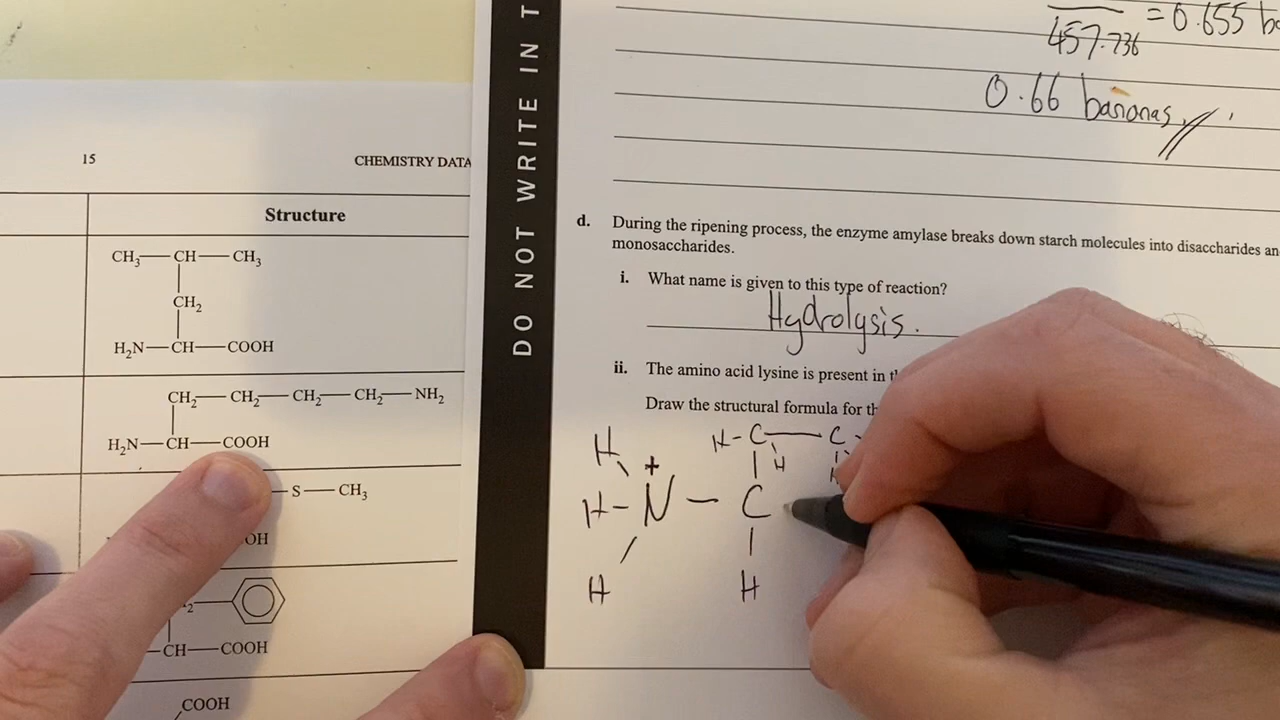 15
CHEMISTRY DATA
Structure
CH3 — CH — CH3
CH2
H2N — CH — COOH
CH2 — CH2 — CH2 — CH2 — NH2
H2N — CH — COOH
— S — CH3
OH
2
— CH — COOH
COOH
DO NOT WRITE IN T
457.736 = 0.655 b
0.66 bananas
d. During the ripening process, the enzyme amylase breaks down starch molecules into disaccharides an
monosaccharides.
i. What name is given to this type of reaction?
Hydrolysis.
ii. The amino acid lysine is present in
Draw the structural formula for
H H - C — C -
+ H
H - N — C
H H